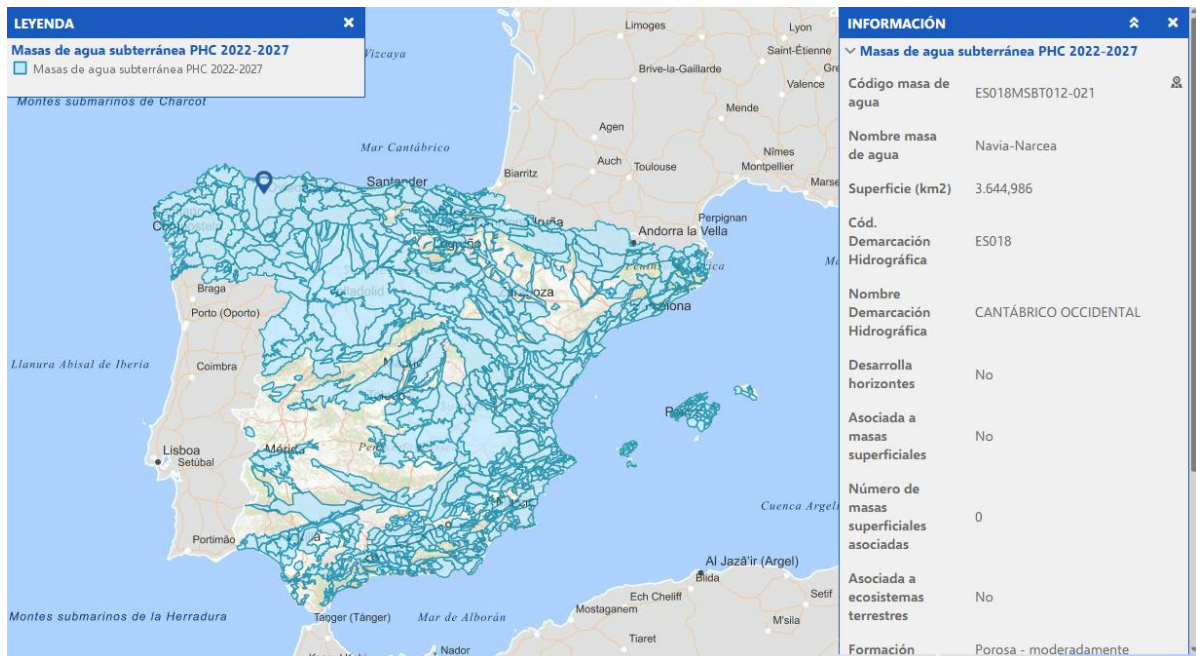 LEYENDA
Masas de agua subterránea PHC 2022-2027
Masas de agua subterránea PHC 2022-2027
Vizcaya
Montes submarinos de Charcot
Mar Cantábrico
Santander
Limoges
Lyon
Saint-Étienne
Brive-la-Gaillarde
Valence
Mende
Agen
Auch
Toulouse
Nîmes
Montpellier
Biarritz
Perpignan
Andorra la Vella
Braga
Porto (Oporto)
Llanura Abisal de Iberia
Coimbra
Lisboa
Setúbal
Mérida
Portimão
Cuenca Argel
Al Jazā'ir (Argel)
Blida
Ech Cheliff
Setif
Mostaganem
M'sila
Tiaret
Montes submarinos de la Herradura
Tanger (Tánger)
Mar de Alborán
Nador
INFORMACIÓN
Masas de agua subterránea PHC 2022-2027
Código masa de
agua
ES018MSBT012-021
Nombre masa
de agua
Navia-Narcea
Superficie (km2)
3.644,986
Cód.
Demarcación
Hidrográfica
ES018
Nombre
Demarcación
Hidrográfica
CANTÁBRICO OCCIDENTAL
Desarrolla
horizontes
No
Asociada a
masas
superficiales
No
Número de
masas
superficiales
asociadas
0
Asociada a
ecosistemas
terrestres
No
Formación
Porosa - moderadamente